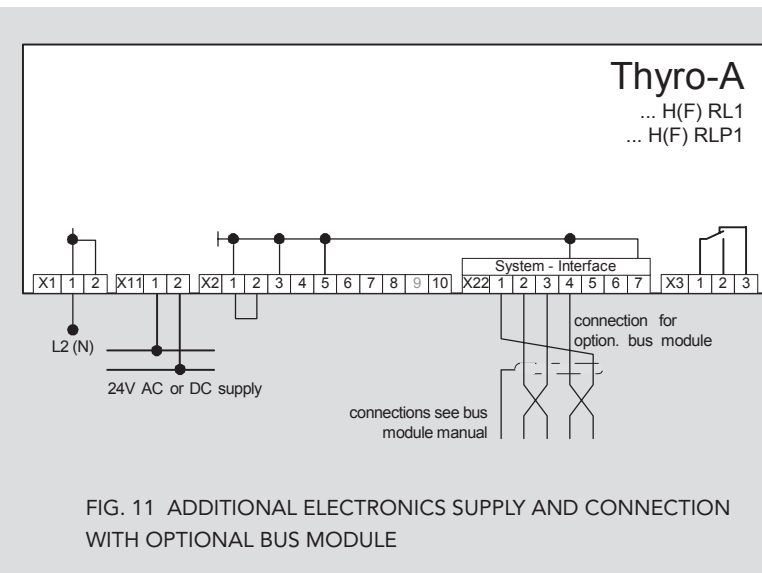 Thyro-A
... H(F) RL1
... H(F) RLP1
System - Interface
X1 1 2 X11 1 2 X2 1 2 3 4 5 6 7 8 9 10 X22 1 2 3 4 5 6 7 X3 1 2 3
L2 (N)
24V AC or DC supply
connection for
option. bus module
connections see bus
module manual
FIG. 11 ADDITIONAL ELECTRONICS SUPPLY AND CONNECTION
WITH OPTIONAL BUS MODULE